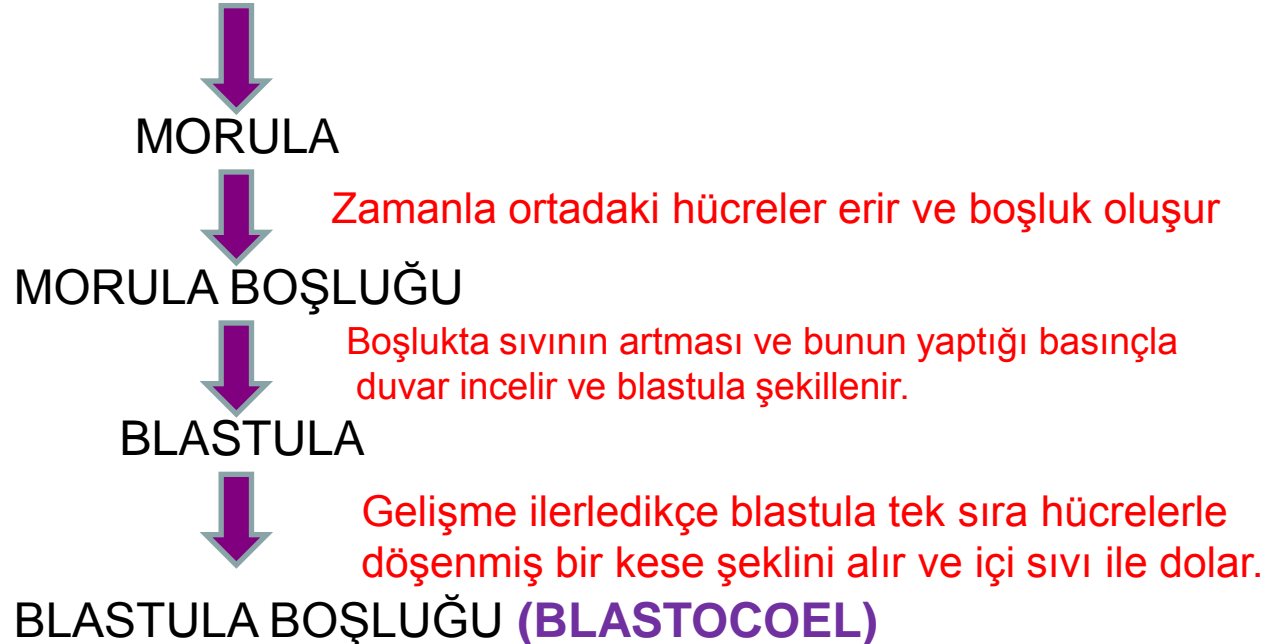 MORULA
Zamanla ortadaki hücreler erir ve boşluk oluşur
MORULA BOŞLUĞU
Boşlukta sıvının artması ve bunun yaptığı basınçla
duvar incelir ve blastula şekillenir.
BLASTULA
Gelişme ilerledikçe blastula tek sıra hücrelerle
döşenmiş bir kese şeklini alır ve içi sıvı ile dolar.
BLASTULA BOŞLUĞU (BLASTOCOEL)